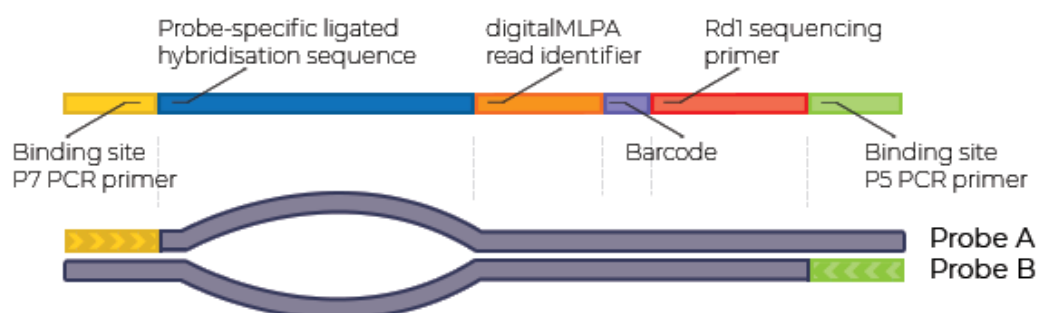 Probe-specific ligated
hybridisation sequence
digitalMLPA
read identifier
Rd1 sequencing
primer
Binding site
P7 PCR primer
Barcode
Binding site
P5 PCR primer
Probe A
Probe B